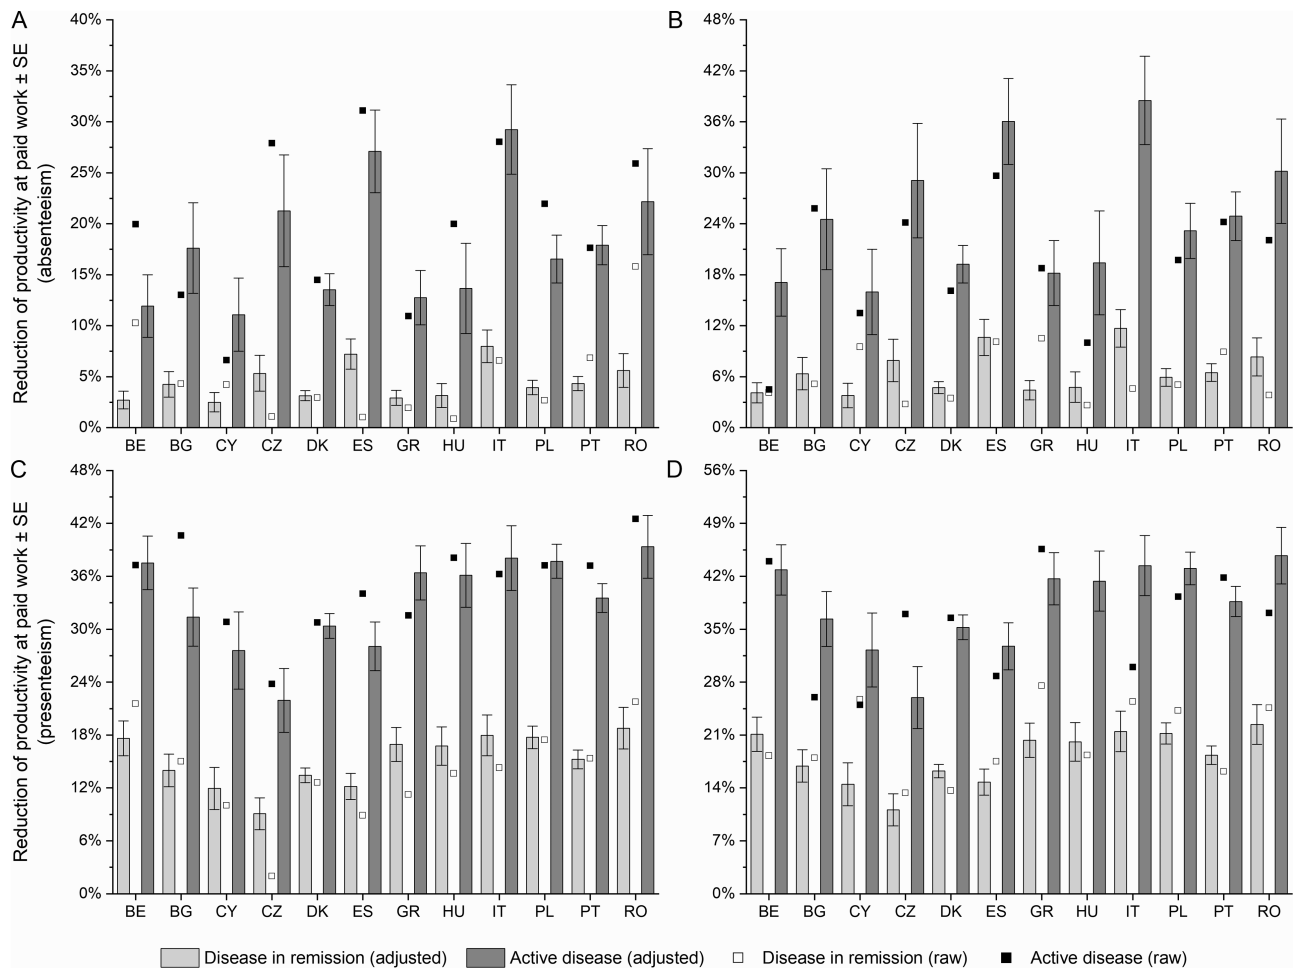 A
B
Reduction of productivity at paid work ± SE
(absenteeism)
40%
35%
30%
25%
20%
15%
10%
5%
0%
BE BG CY CZ DK ES GR HU IT PL PT RO
48%
42%
36%
30%
24%
18%
12%
6%
0%
BE BG CY CZ DK ES GR HU IT PL PT RO
C
D
Reduction of productivity at paid work ± SE
(presenteeism)
48%
42%
36%
30%
24%
18%
12%
6%
0%
BE BG CY CZ DK ES GR HU IT PL PT RO
56%
49%
42%
35%
28%
21%
14%
7%
0%
BE BG CY CZ DK ES GR HU IT PL PT RO
Disease in remission (adjusted) Active disease (adjusted) Disease in remission (raw) Active disease (raw)